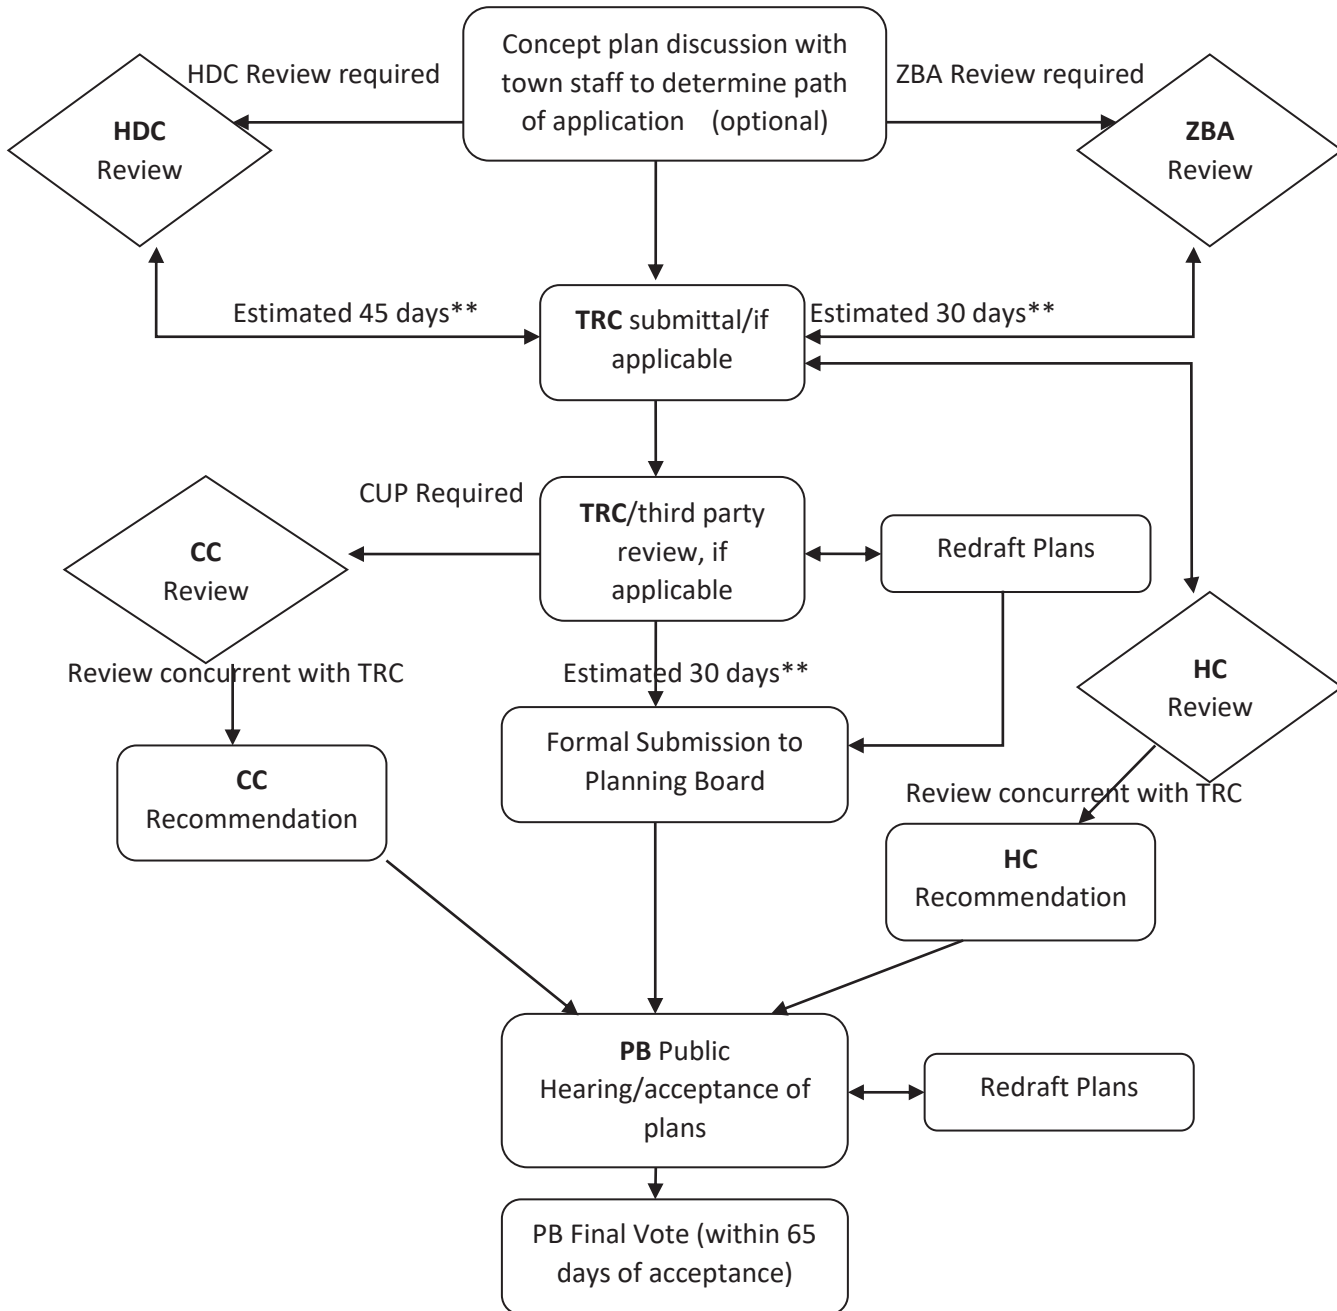 Concept plan discussion with
town staff to determine path
of application (optional)
HDC Review required
ZBA Review required
HDC
Review
ZBA
Review
Estimated 45 days**
TRC submittal/if
applicable
Estimated 30 days**
CUP Required
TRC/third party
review, if
applicable
Redraft Plans
CC
Review
Review concurrent with TRC
Estimated 30 days**
HC
Review
CC
Recommendation
Formal Submission to
Planning Board
Review concurrent with TRC
HC
Recommendation
PB Public
Hearing/acceptance of
plans
Redraft Plans
PB Final Vote (within 65
days of acceptance)